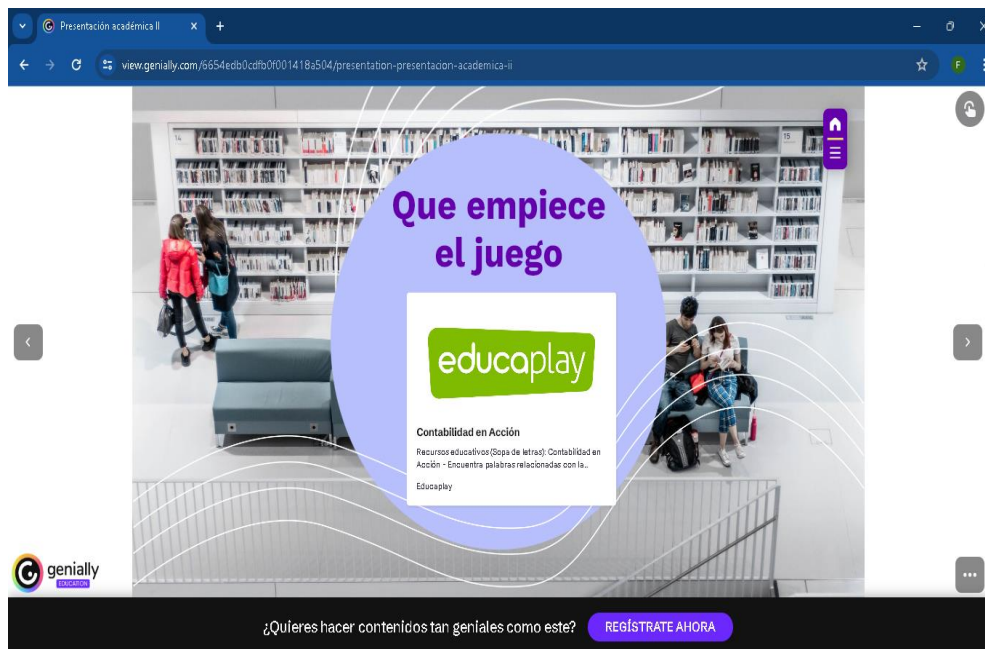 Presentación académica II
view.genially.com/6654edb0cdfb0f001418a504/presentation-presentacion-academica-ii
F
14
15
Que empiece
el juego
educaplay
Contabilidad en Acción
Recursos educativos (Sopa de letras): Contabilidad en
Acción - Encuentra palabras relacionadas con la..
Educaplay
genially
EDUCATION
¿Quieres hacer contenidos tan geniales como este?
REGÍSTRATE AHORA